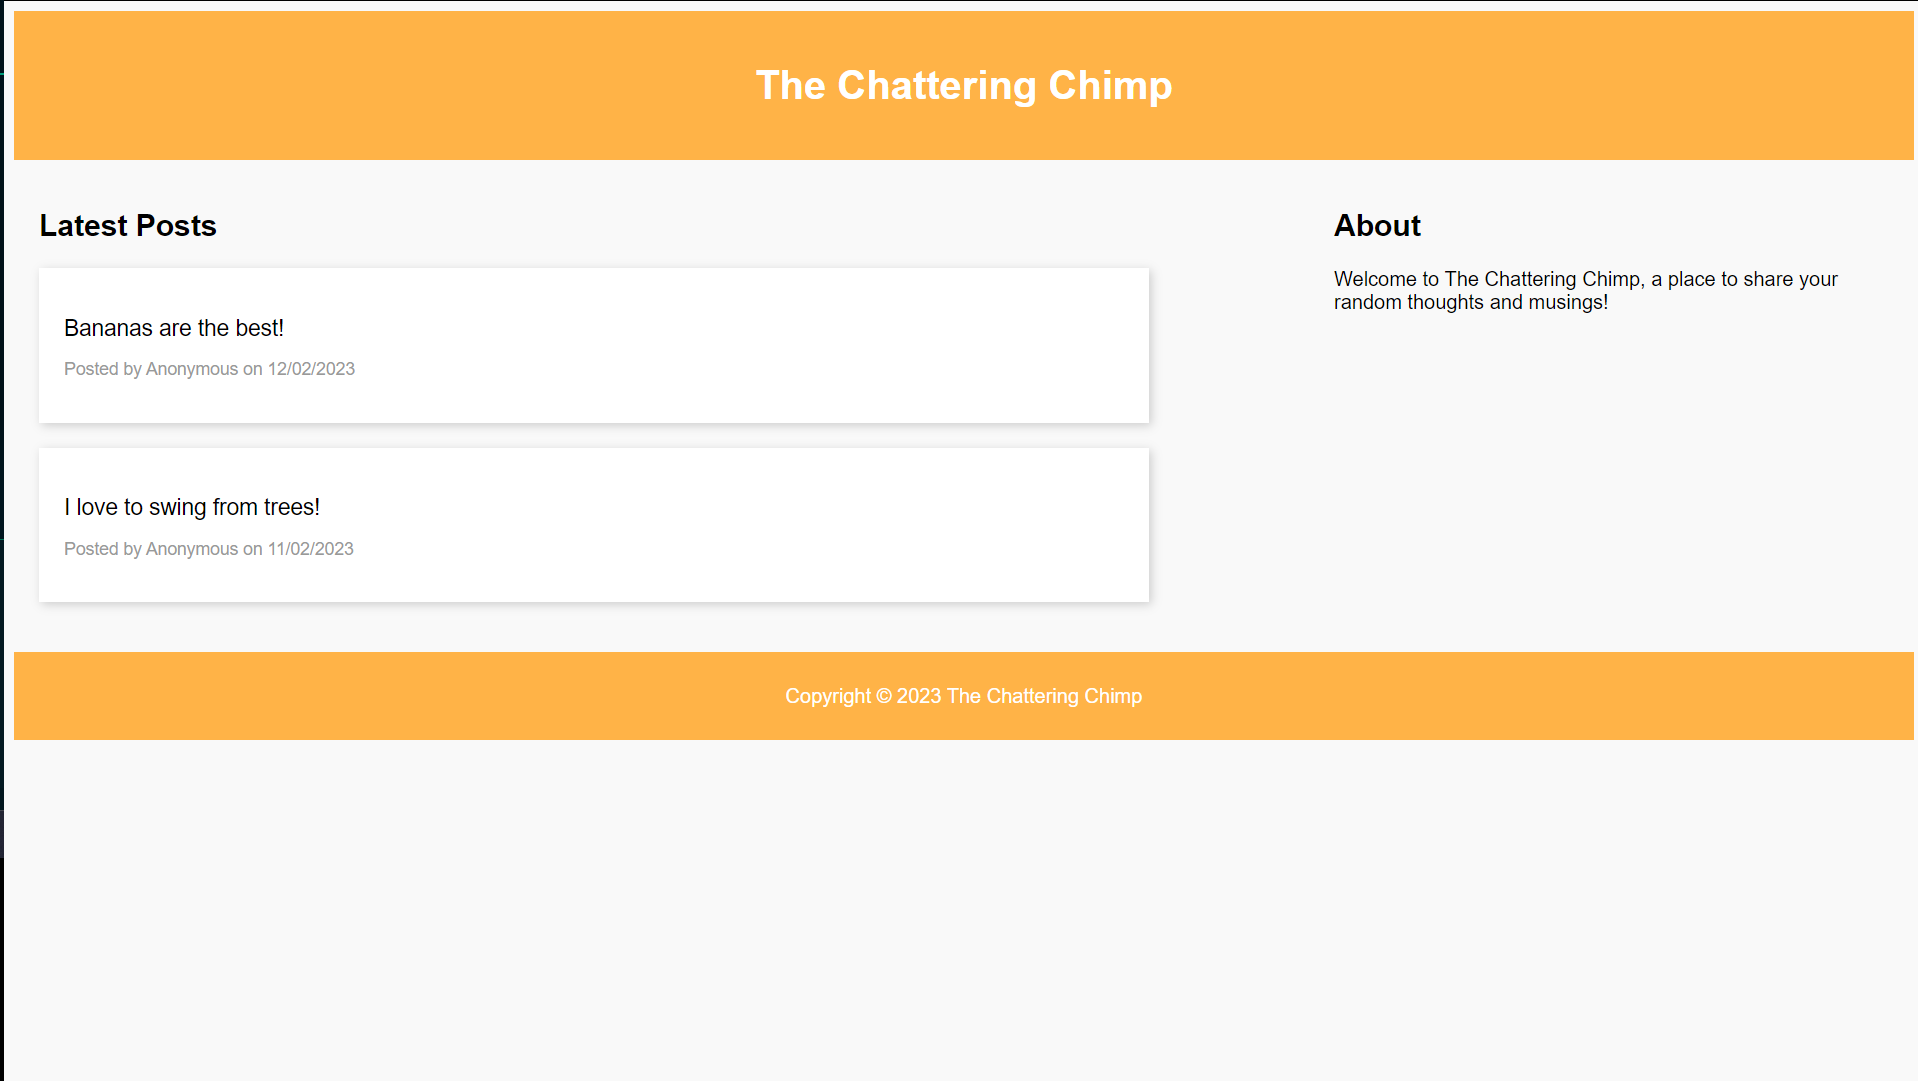 The Chattering Chimp
Latest Posts
Bananas are the best!
Posted by Anonymous on 12/02/2023
I love to swing from trees!
Posted by Anonymous on 11/02/2023
About
Welcome to The Chattering Chimp, a place to share your
random thoughts and musings!
Copyright © 2023 The Chattering Chimp